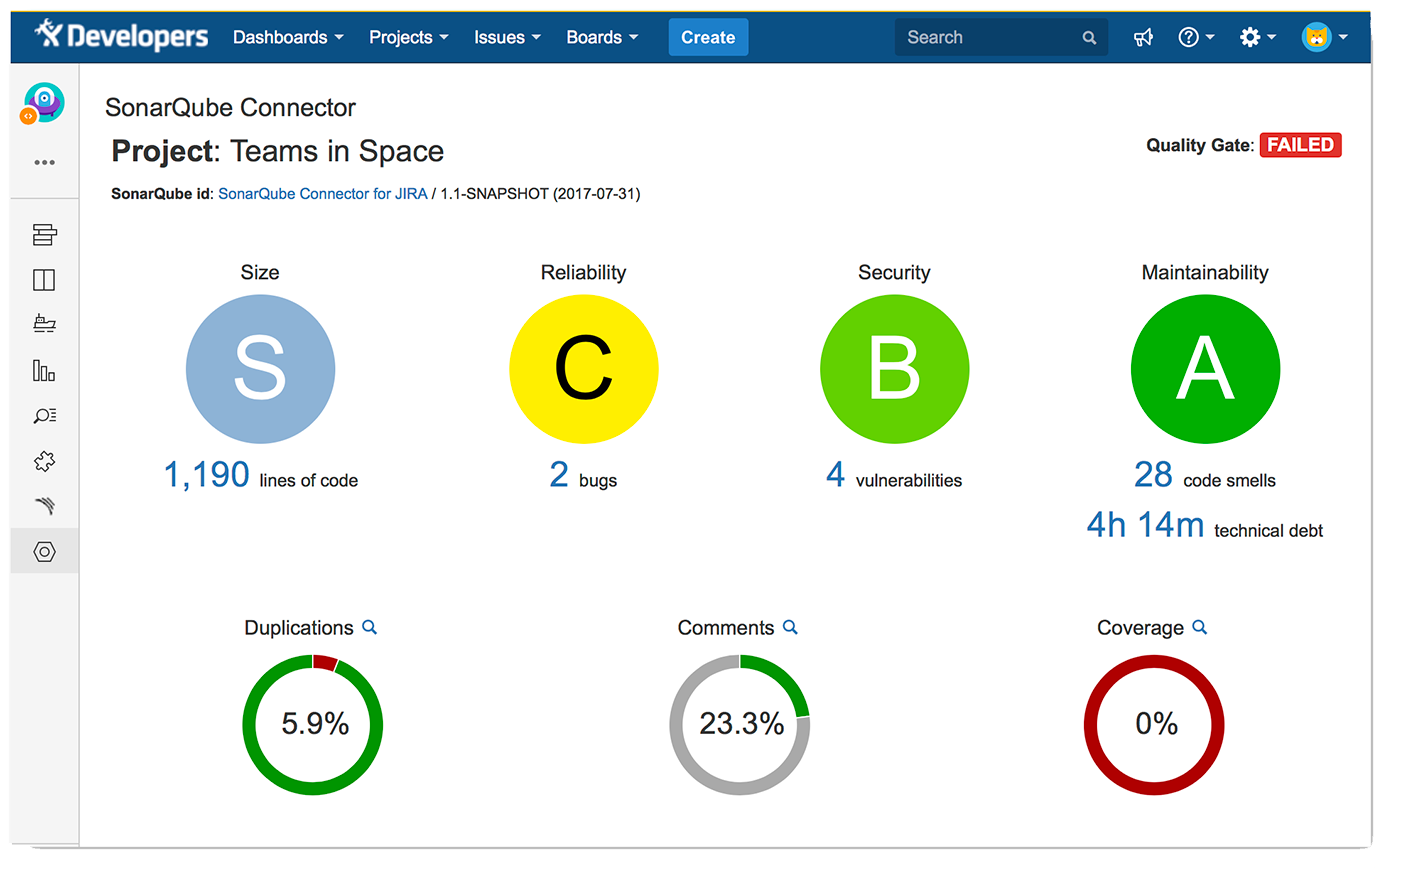 Developers Dashboards Projects Issues Boards Create Search
SonarQube Connector
Project: Teams in Space
Quality Gate: FAILED
SonarQube id: SonarQube Connector for JIRA / 1.1-SNAPSHOT (2017-07-31)
Size Reliability Security Maintainability
S C B A
1,190 lines of code 2 bugs 4 vulnerabilities 28 code smells
4h 14m technical debt
Duplications Comments Coverage
5.9% 23.3% 0%